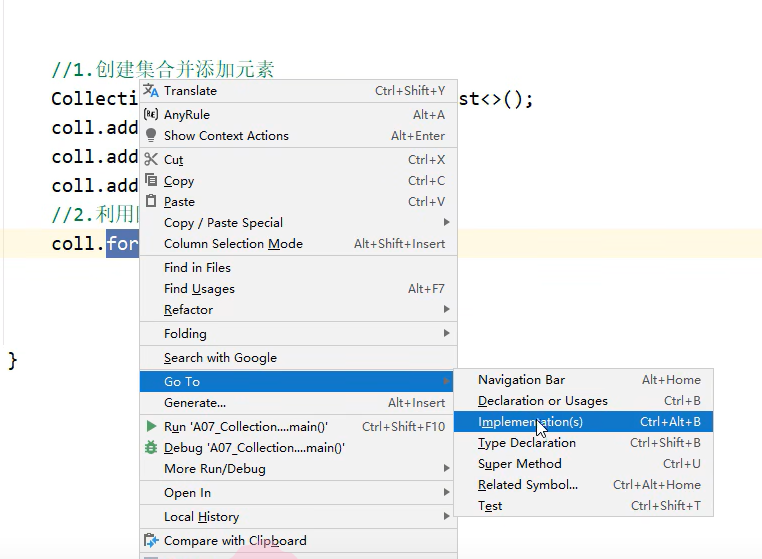 //1.创建集合并添加元素
Collecti st<>();
coll.add
coll.add
coll.add
//2.利用
coll.for
}
Translate Ctrl+Shift+Y
AnyRule Alt+A
Show Context Actions Alt+Enter
Cut Ctrl+X
Copy Ctrl+C
Paste Ctrl+V
Copy / Paste Special
Column Selection Mode Alt+Shift+Insert
Find in Files
Find Usages Alt+F7
Refactor
Folding
Search with Google
Go To
Generate... Alt+Insert
Run 'A07_Collection....main()' Ctrl+Shift+F10
Debug 'A07_Collection....main()'
More Run/Debug
Open In
Local History
Compare with Clipboard
Navigation Bar Alt+Home
Declaration or Usages Ctrl+B
Implementation(s) Ctrl+Alt+B
Type Declaration Ctrl+Shift+B
Super Method Ctrl+U
Related Symbol... Ctrl+Alt+Home
Test Ctrl+Shift+T